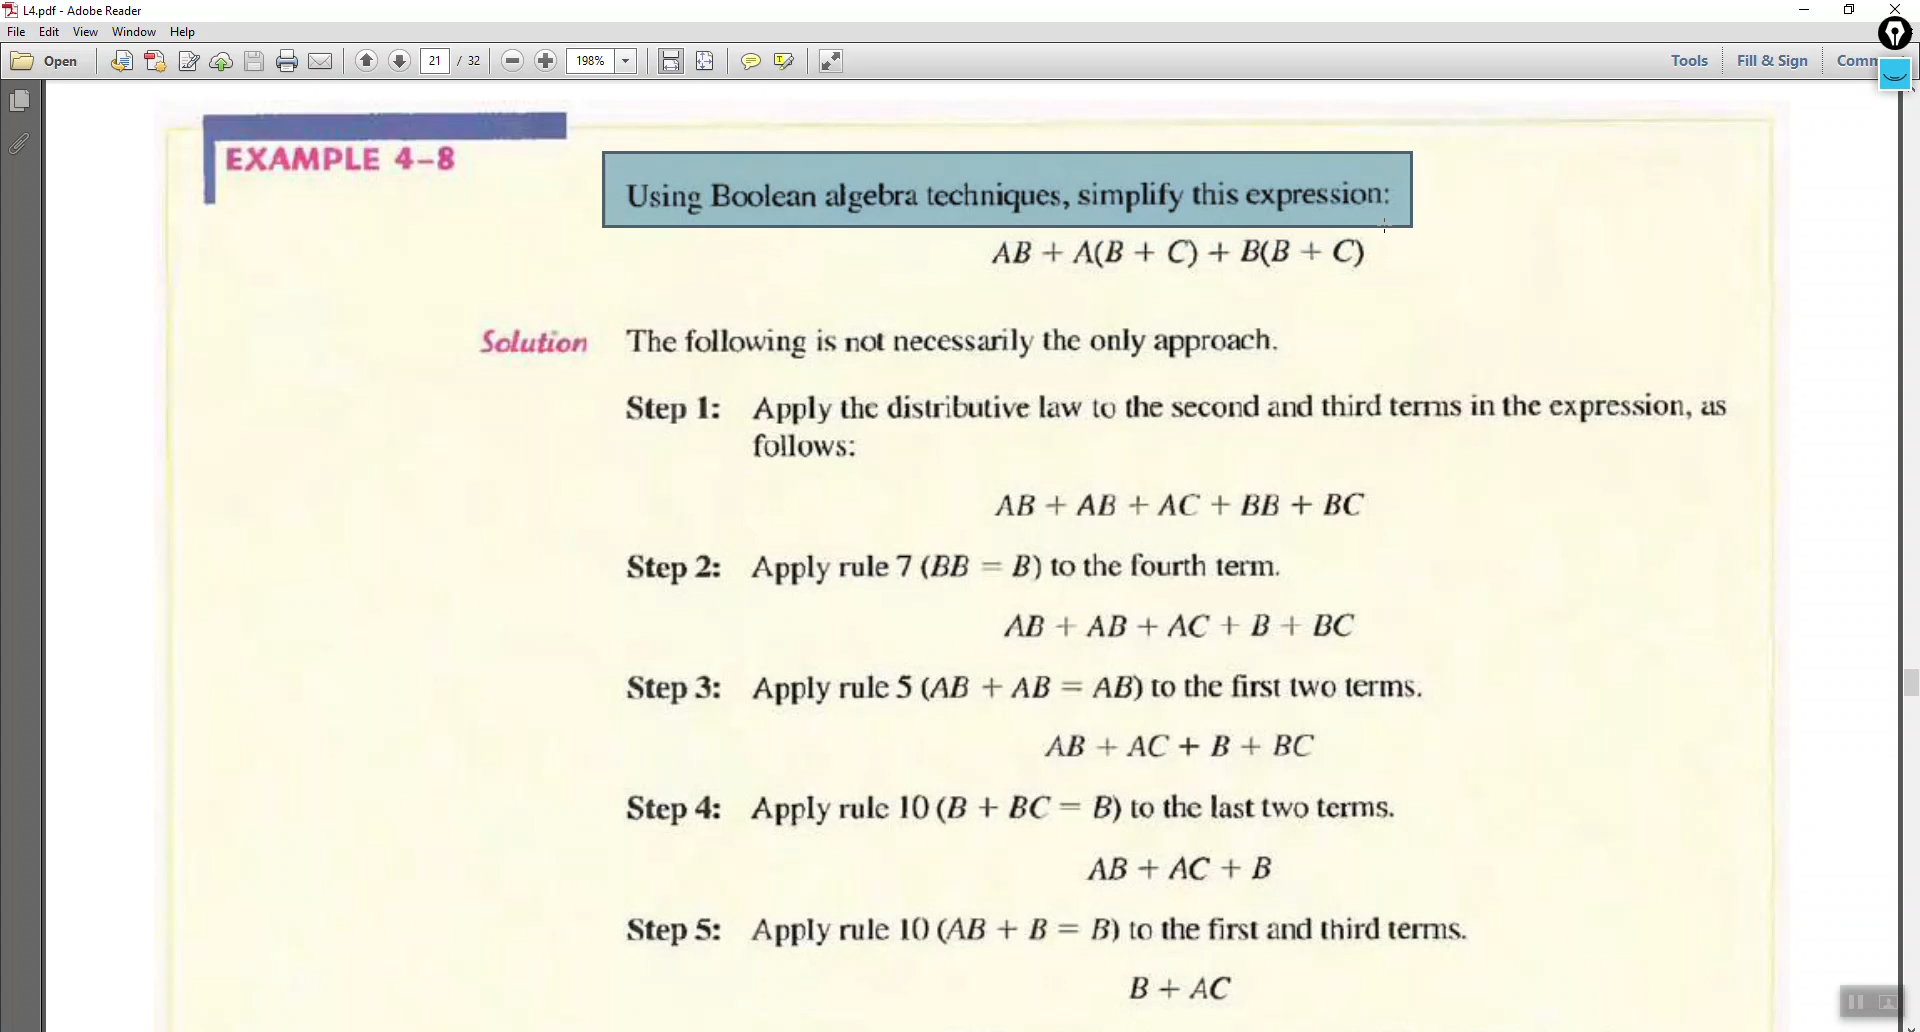 L4.pdf - Adobe Reader
File Edit View Window Help
Open 21 / 32 198% Tools Fill & Sign
EXAMPLE 4–8
Using Boolean algebra techniques, simplify this expression:
AB + A(B + C) + B(B + C)
Solution The following is not necessarily the only approach.
Step 1: Apply the distributive law to the second and third terms in the expression, as
follows:
AB + AB + AC + BB + BC
Step 2: Apply rule 7 (BB = B) to the fourth term.
AB + AB + AC + B + BC
Step 3: Apply rule 5 (AB + AB = AB) to the first two terms.
AB + AC + B + BC
Step 4: Apply rule 10 (B + BC = B) to the last two terms.
AB + AC + B
Step 5: Apply rule 10 (AB + B = B) to the first and third terms.
B + AC